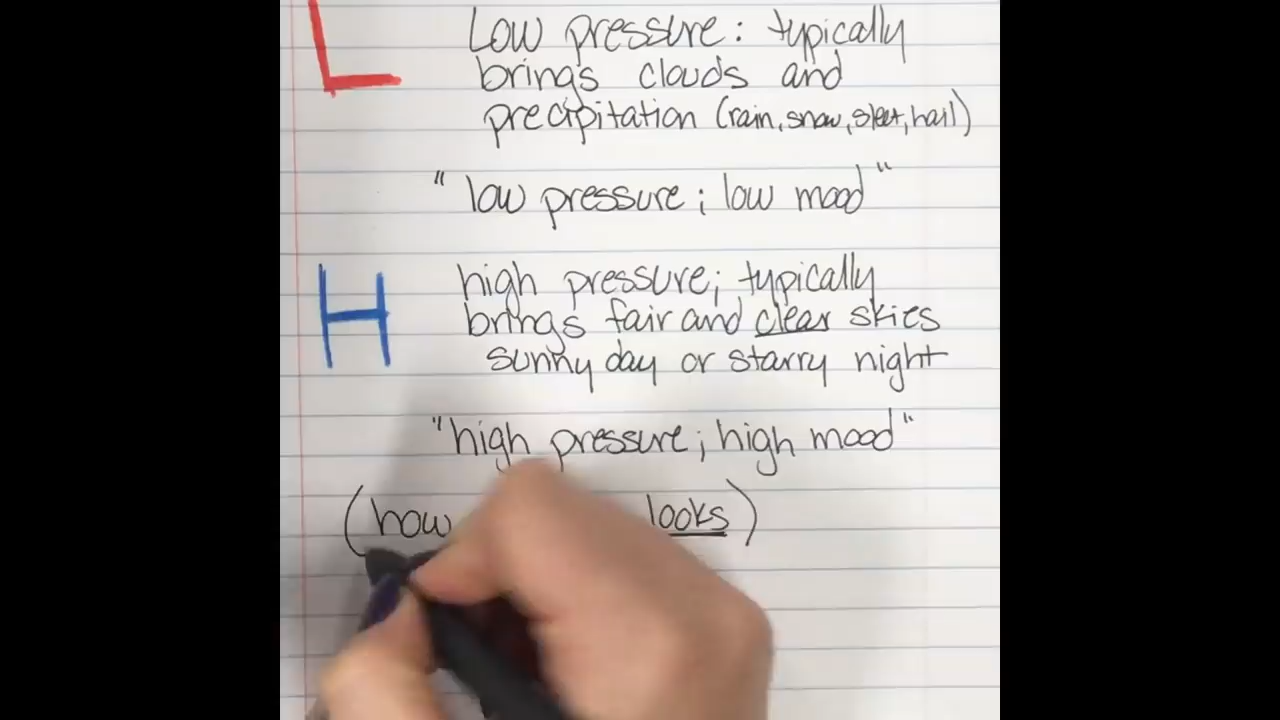 L Low pressure: typically
brings clouds and
precipitation (rain, snow, sleet, hail)
"low pressure; low mood"
H high pressure; typically
brings fair and clear skies
sunny day or starry night
"high pressure; high mood"
(how looks)